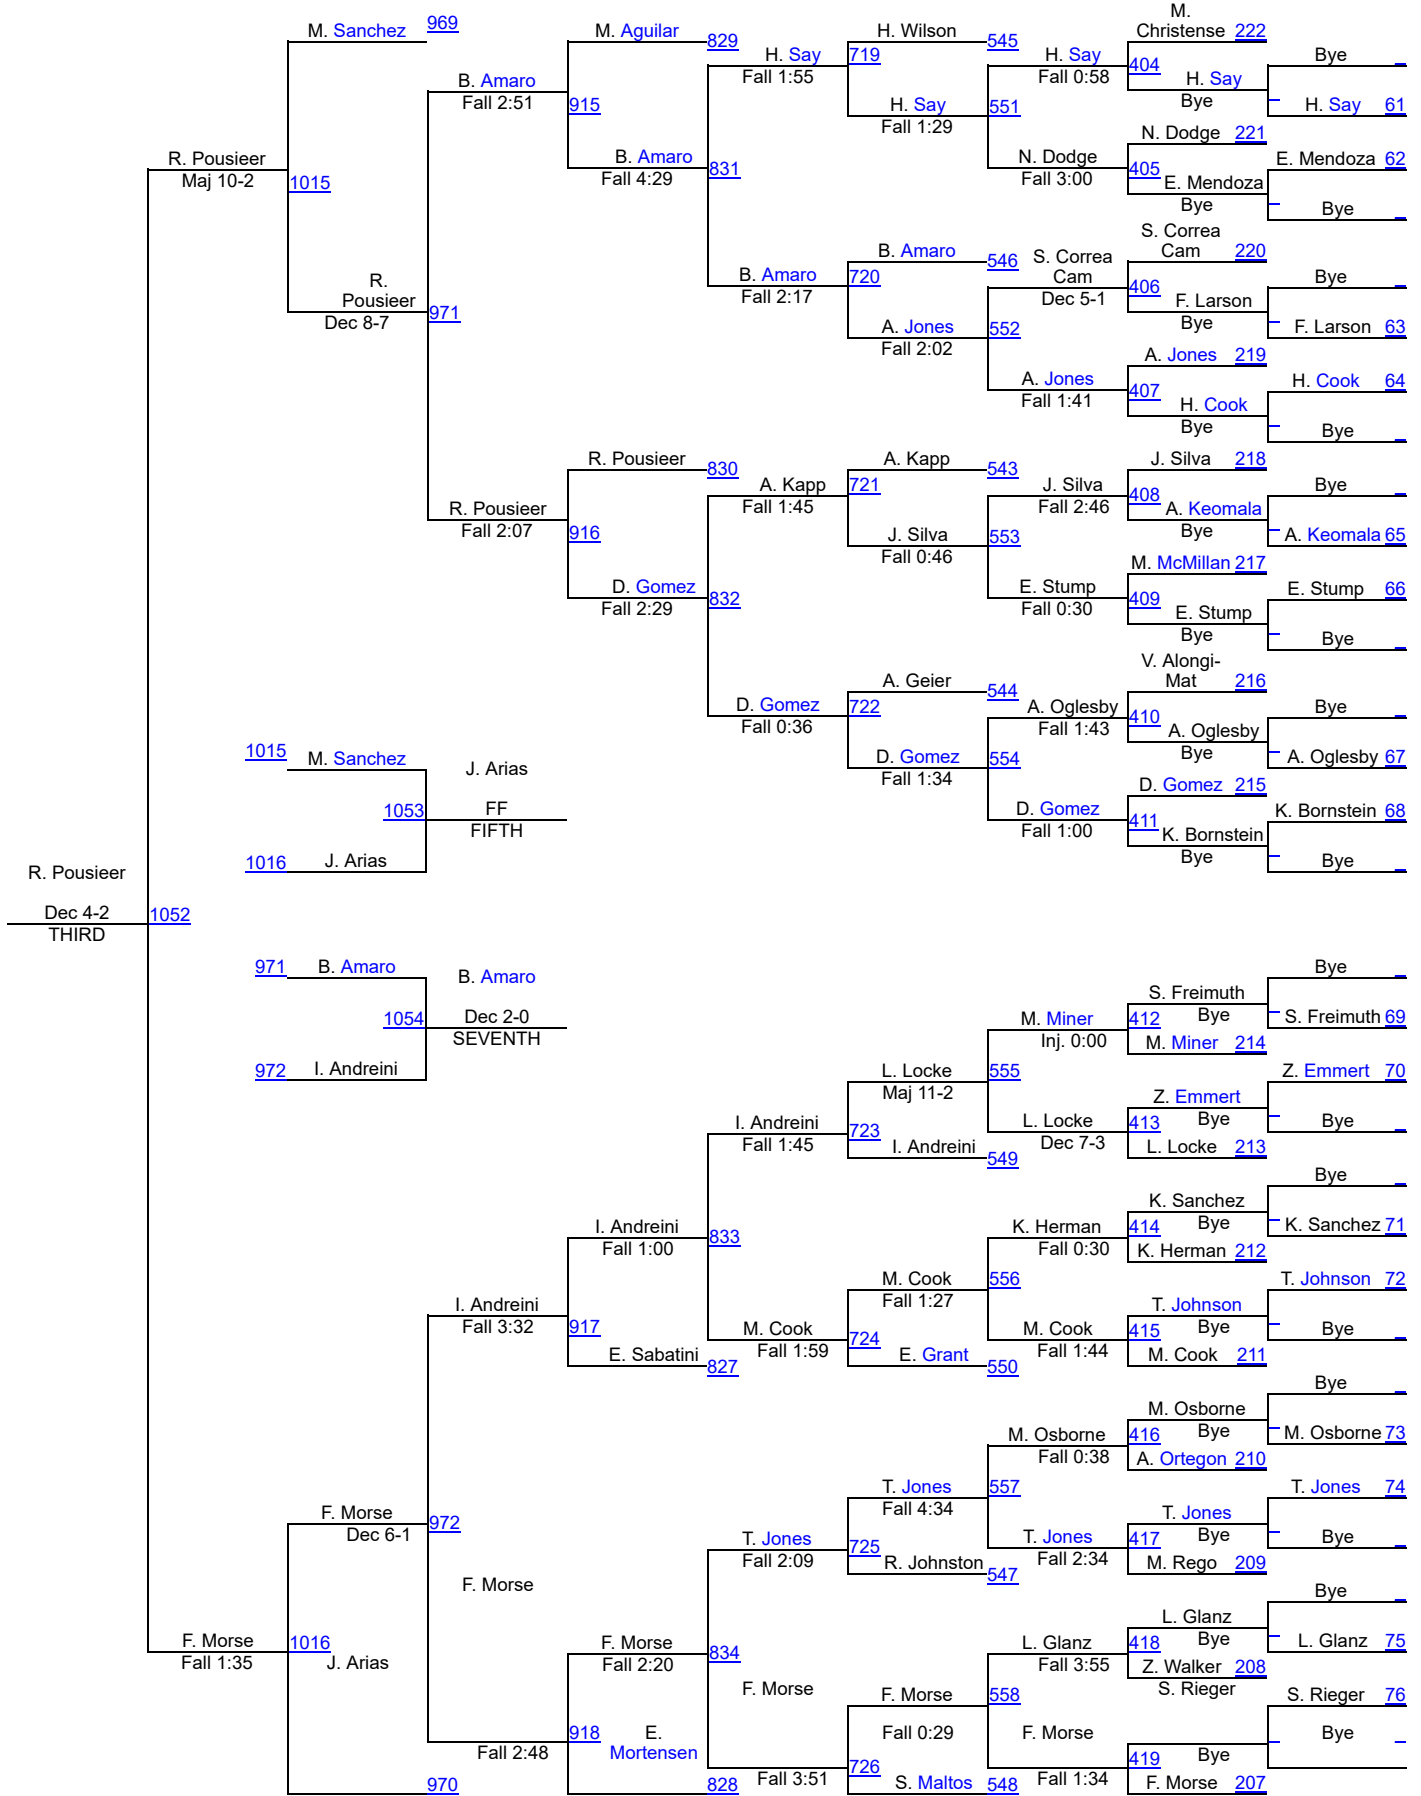 M.
M. Sanchez 969
M. Aguilar 829
H. Wilson 545
Christense 222
H. Say 719
H. Say
Bye
Fall 1:55
Fall 0:58
404
B. Amaro
H. Say
Fall 2:51
915
H. Say 551
Bye
H. Say 61
Fall 1:29
N. Dodge 221
R. Pousieer
B. Amaro 831
N. Dodge 405
E. Mendoza 62
Maj 10-2
1015
Fall 4:29
Fall 3:00
E. Mendoza
Bye
Bye
S. Correa
B. Amaro 546
S. Correa
Cam 220
B. Amaro 720
Cam
Bye
R.
Fall 2:17
Dec 5-1
406
Pousieer 971
F. Larson
Dec 8-7
A. Jones 552
Bye
F. Larson 63
Fall 2:02
A. Jones 219
A. Jones 407
H. Cook 64
Fall 1:41
H. Cook
Bye
Bye
R. Pousieer 830
A. Kapp 543
J. Silva 218
A. Kapp 721
J. Silva 408
Bye
Fall 1:45
Fall 2:46
R. Pousieer
A. Keomala
Fall 2:07
916
J. Silva 553
Bye
A. Keomala 65
Fall 0:46
M. McMillan 217
D. Gomez 832
E. Stump 409
E. Stump 66
Fall 2:29
Fall 0:30
E. Stump
Bye
Bye
V. Alongi-
A. Geier 544
Mat 216
D. Gomez 722
A. Oglesby 410
Bye
Fall 0:36
Fall 1:43
A. Oglesby
1015 M. Sanchez
D. Gomez 554
Bye
A. Oglesby 67
J. Arias
Fall 1:34
D. Gomez 215
1053 FF
D. Gomez 411
K. Bornstein 68
FIFTH
Fall 1:00
K. Bornstein
1016 J. Arias
Bye
Bye
R. Pousieer
Dec 4-2 1052
THIRD
971 B. Amaro
B. Amaro
Bye
S. Freimuth
1054 Dec 2-0
M. Miner 412
Bye
S. Freimuth 69
SEVENTH
Inj. 0:00
M. Miner 214
972 I. Andreini
L. Locke 555
Z. Emmert 70
Maj 11-2
Z. Emmert
I. Andreini 723
L. Locke 413
Bye
Bye
Fall 1:45
I. Andreini 549
Dec 7-3
L. Locke 213
Bye
K. Sanchez
I. Andreini 833
K. Herman 414
Bye
K. Sanchez 71
Fall 1:00
Fall 0:30
K. Herman 212
M. Cook 556
T. Johnson 72
I. Andreini
Fall 1:27
T. Johnson
Fall 3:32
917
M. Cook 724
M. Cook 415
Bye
Bye
E. Sabatini 827
Fall 1:59
E. Grant 550
Fall 1:44
M. Cook 211
Bye
M. Osborne
M. Osborne 416
Bye
M. Osborne 73
Fall 0:38
A. Ortegon 210
T. Jones 557
T. Jones 74
F. Morse 972
Fall 4:34
T. Jones
Dec 6-1
T. Jones 725
T. Jones 417
Bye
Bye
Fall 2:09
R. Johnston 547
Fall 2:34
M. Rego 209
F. Morse
Bye
L. Glanz
F. Morse 1016
F. Morse 834
L. Glanz 418
Bye
L. Glanz 75
Fall 1:35
J. Arias
Fall 2:20
Fall 3:55
Z. Walker 208
F. Morse
F. Morse 558
S. Rieger
S. Rieger 76
918
E.
Fall 0:29
F. Morse
Bye
Fall 2:48
Mortensen
726
419
Bye
970
828
Fall 3:51
S. Maltos 548
Fall 1:34
F. Morse 207